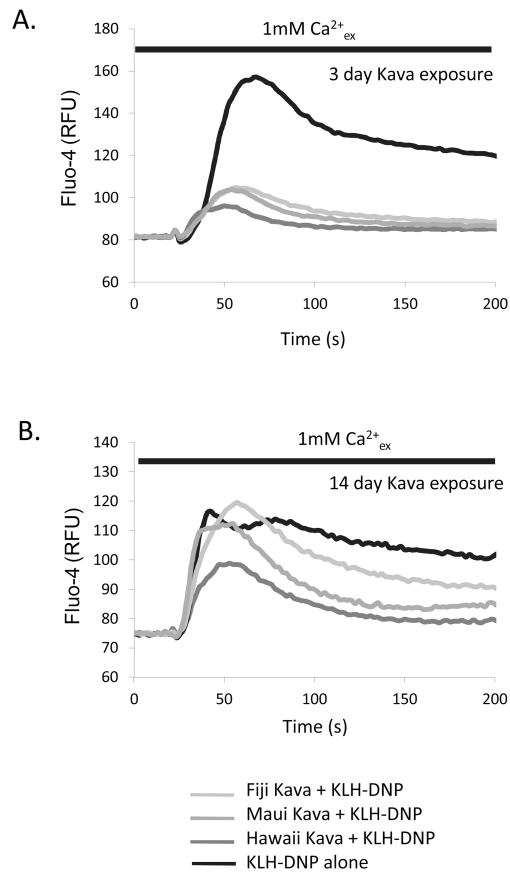 A.
1mM Ca2+ex
3 day Kava exposure
Fluo-4 (RFU)
180
160
140
120
100
80
60
0 50 100 150 200
Time (s)
B.
1mM Ca2+ex
14 day Kava exposure
Fluo-4 (RFU)
140
130
120
110
100
90
80
70
60
0 50 100 150 200
Time (s)
Fiji Kava + KLH-DNP
Maui Kava + KLH-DNP
Hawaii Kava + KLH-DNP
KLH-DNP alone